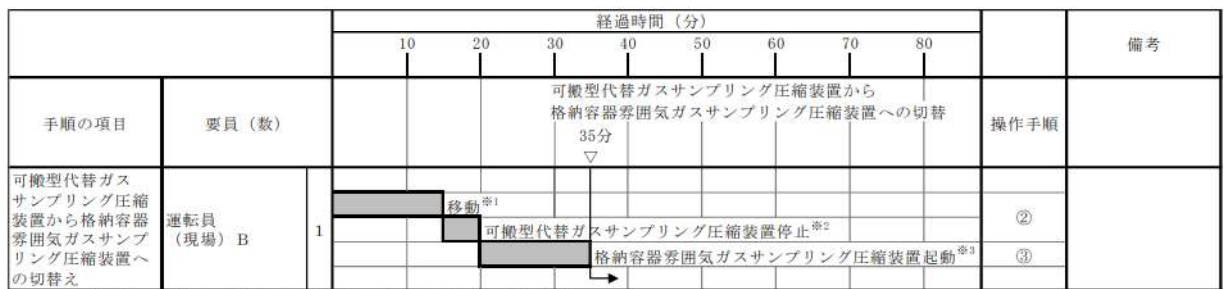 経過時間（分）
10 20 30 40 50 60 70 80
備考
手順の項目
要員（数）
可搬型代替ガスサンプリング圧縮装置から
格納容器雰囲気ガスサンプリング圧縮装置への切替
35分
▽
操作手順
可搬型代替ガス
サンプリング圧縮
装置から格納容器
雰囲気ガスサンプ
リング圧縮装置へ
の切替え
運転員
（現場）B
1
移動※1
可搬型代替ガスサンプリング圧縮装置停止※2
②
格納容器雰囲気ガスサンプリング圧縮装置起動※3
③